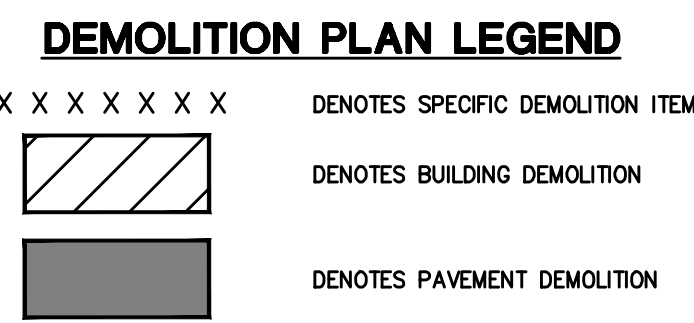 DEMOLITION PLAN LEGEND
X X X X X X X DENOTES SPECIFIC DEMOLITION ITEM
DENOTES BUILDING DEMOLITION
DENOTES PAVEMENT DEMOLITION